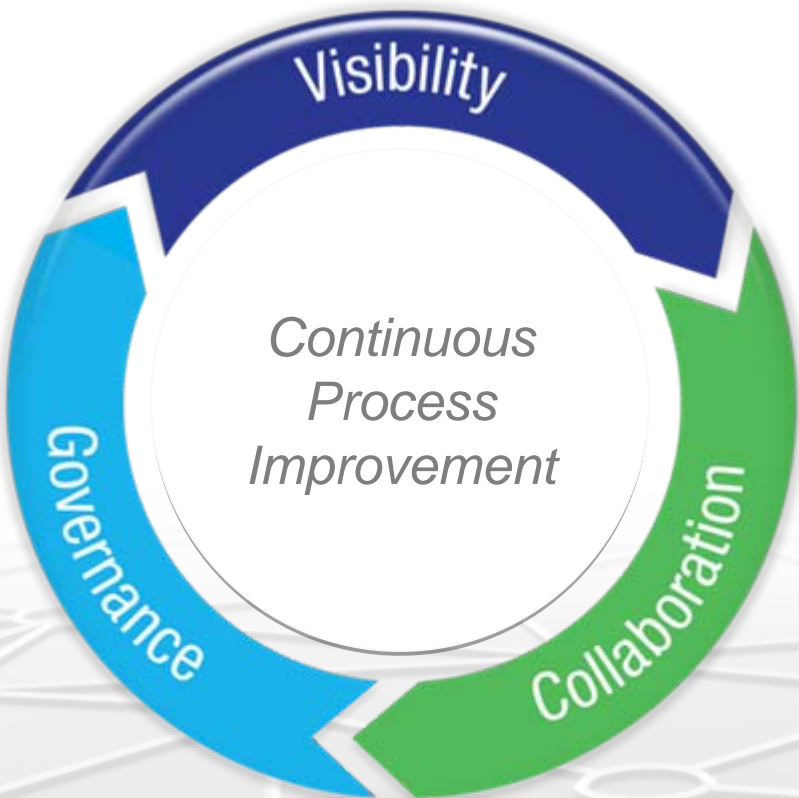 Visibility
Continuous
Process
Improvement
Governance
Collaboration